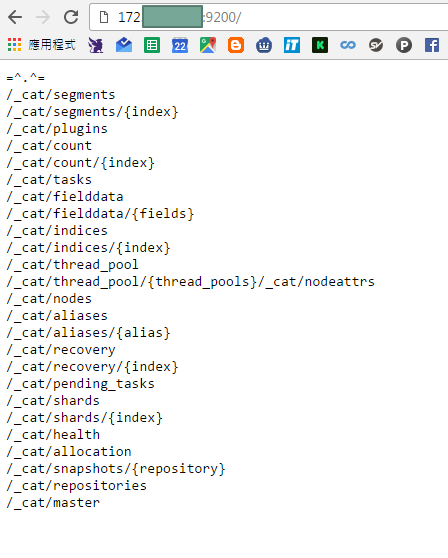 172 :9200/
應用程式 22 iT K SV P f
=^.^=
/_cat/segments
/_cat/segments/{index}
/_cat/plugins
/_cat/count
/_cat/count/{index}
/_cat/tasks
/_cat/fielddata
/_cat/fielddata/{fields}
/_cat/indices
/_cat/indices/{index}
/_cat/thread_pool
/_cat/thread_pool/{thread_pools}/_cat/nodeattrs
/_cat/nodes
/_cat/aliases
/_cat/aliases/{alias}
/_cat/recovery
/_cat/recovery/{index}
/_cat/pending_tasks
/_cat/shards
/_cat/shards/{index}
/_cat/health
/_cat/allocation
/_cat/snapshots/{repository}
/_cat/repositories
/_cat/master